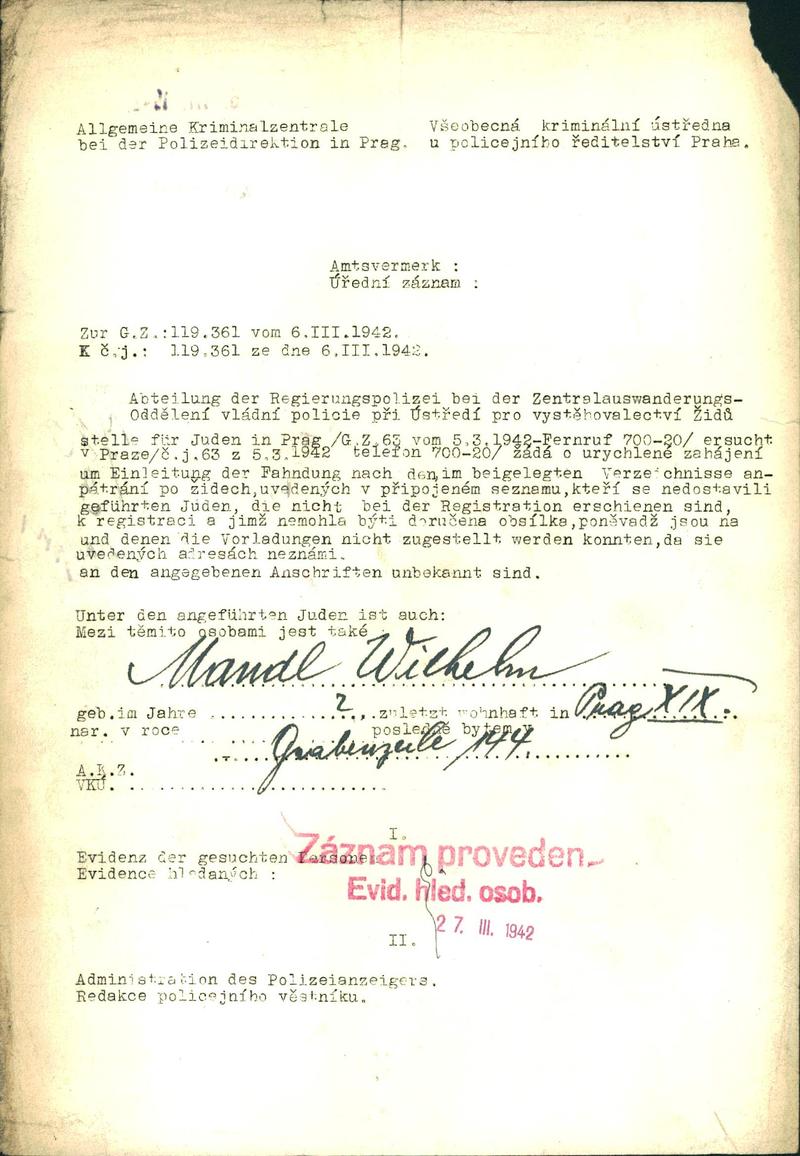 Allgemeine Kriminalzentrale
bei der Polizeidirektion in Prag.
Všeobecná kriminální ústředna
u policejního ředitelství Praha.
Amtsvermerk :
Úřední záznam :
Zur G.Z.:119.361 vom 6.III.1942.
K č.j.: 119.361 ze dne 6.III.1942.
Abteilung der Regierungspolizei bei der Zentralauswanderungs-
Oddělení vládní policie při Ústředí pro vystěhovalectví Židů
stelle für Juden in Prag /G.Z.63 vom 5.3.1942-Fernruf 700-20/ ersucht
v Praze/č.j.63 z 5.3.1942 telefon 700-20/ žádá o urychlené zahájení
um Einleitung der Fahndung nach den,im beigelegten Verzeichnisse an-
pátrání po židech,uvedených v připojeném seznamu,kteří se nedostavili
geführten Juden, die nicht bei der Registration erschienen sind,
k registraci a jimž nemohla býti doručena obsílka,poněvadž jsou na
und denen die Vorladungen nicht zugestellt werden konnten,da sie
uvedených adresách neznámi.
an den angegebenen Anschriften unbekannt sind.
Unter den angeführten Juden ist auch:
Mezi těmito osobami jest také
Mandl Wilhelm
geb.im Jahre ............?..,.zuletzt wohnhaft in Prag XIX.
nar. v roce posledně bytem v
Grabenzeile 144
A.K.Z.
VKÚ.
I.
Evidenz der gesuchten Personen
Evidence hledaných :
Záznam proveden.
Evid. hled. osob.
27. III. 1942
II.
Administration des Polizeianzeigers.
Redakce policejního věstníku.